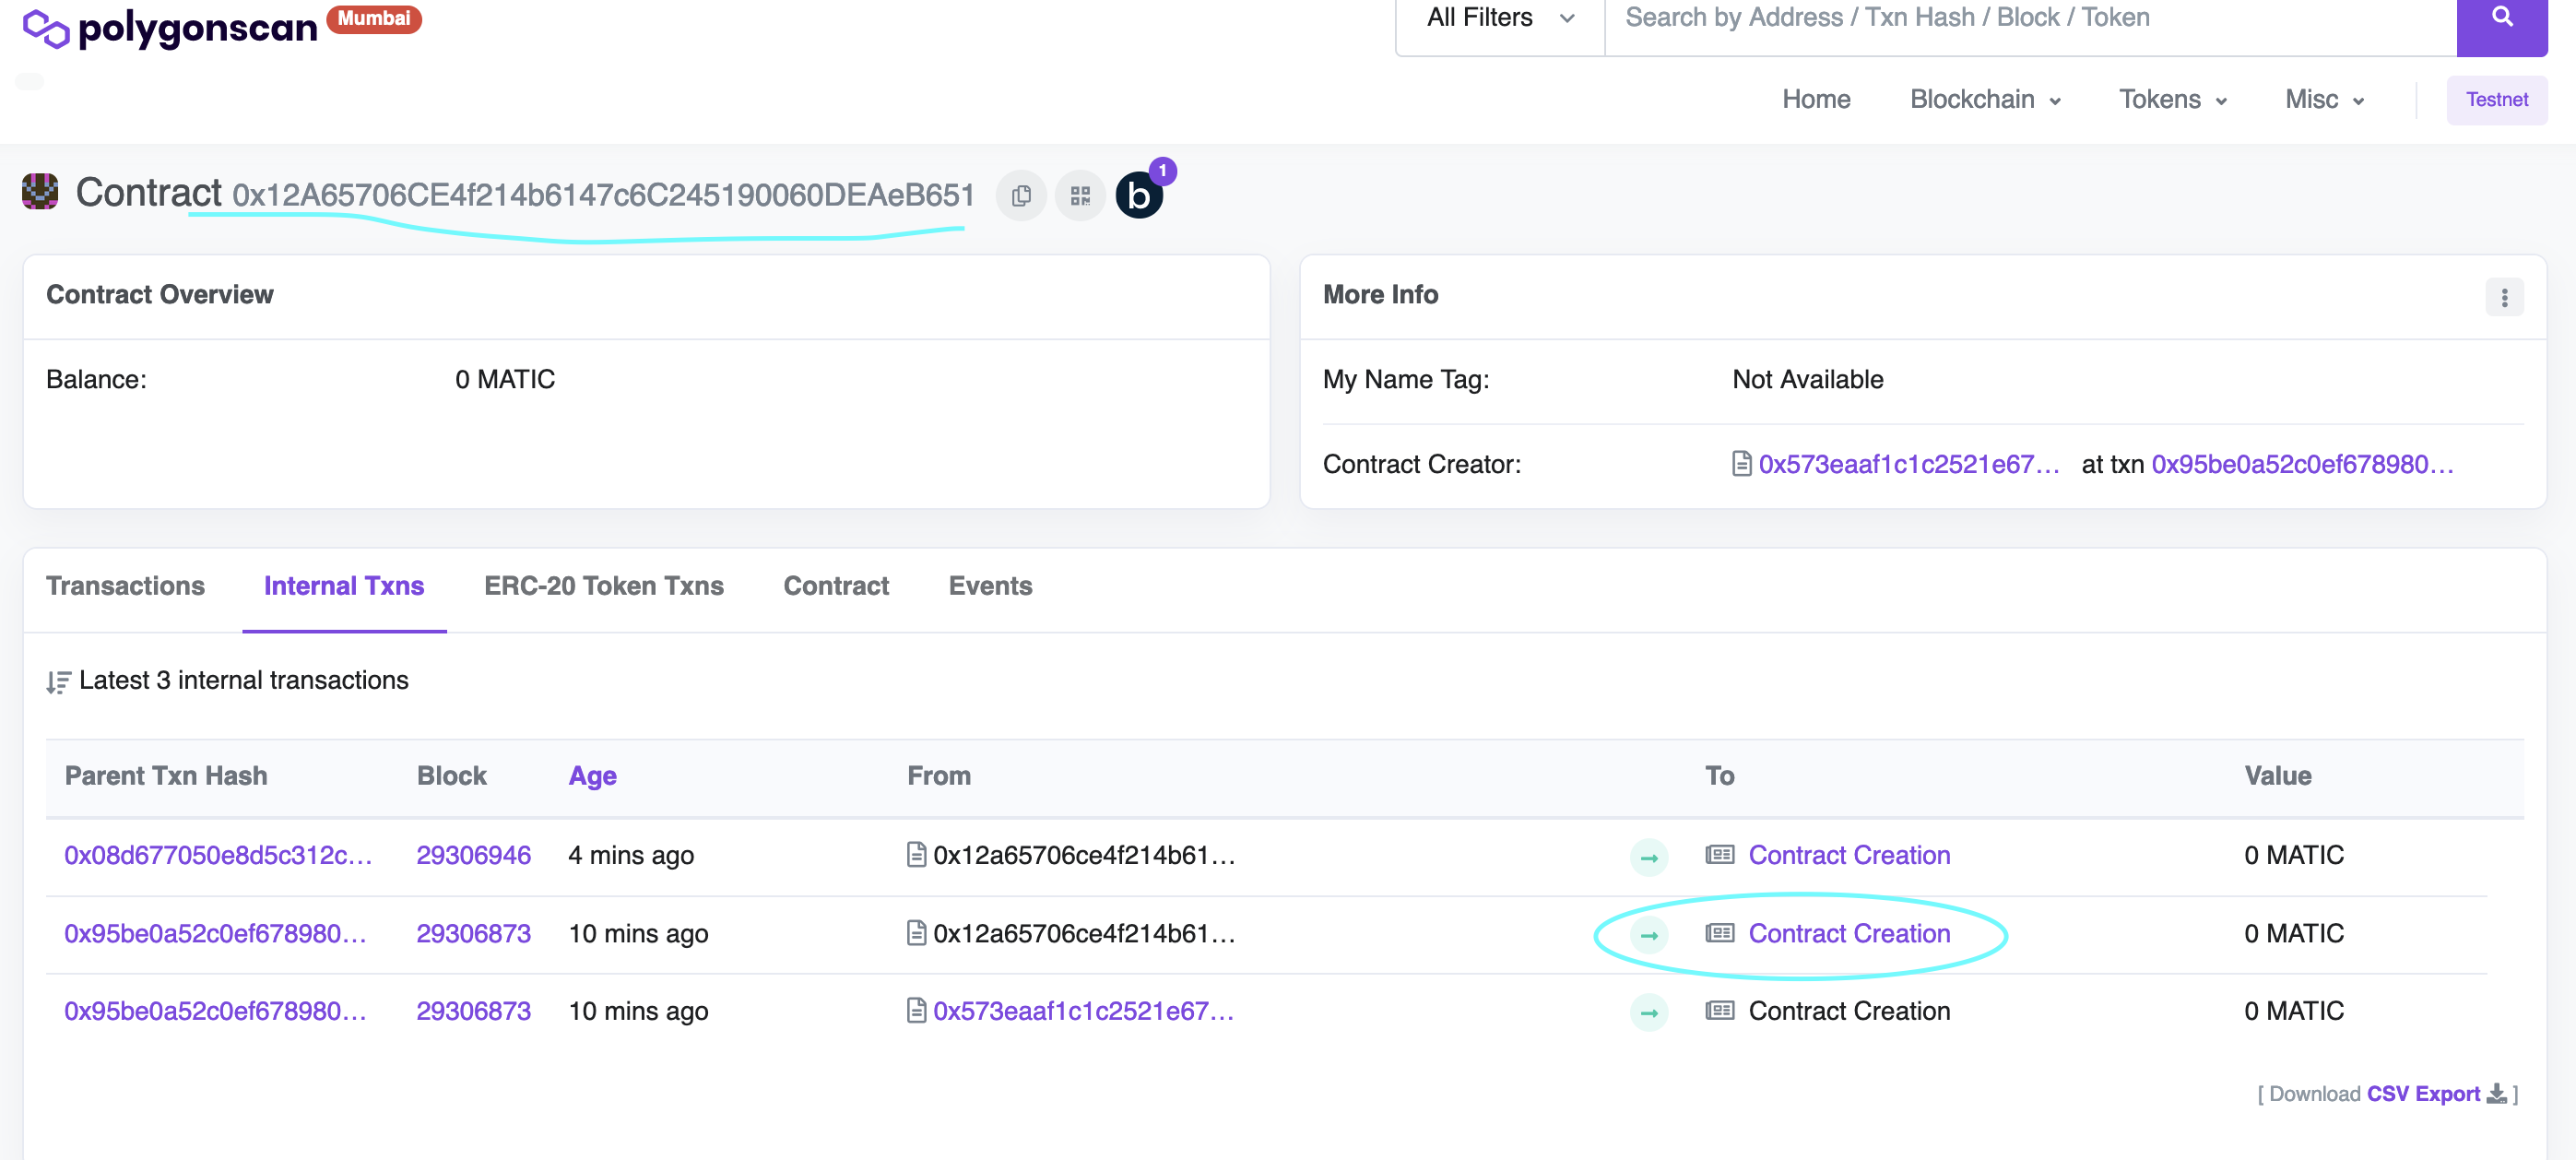 polygonscan Mumbai
All Filters Search by Address / Txn Hash / Block / Token
Home Blockchain Tokens Misc Testnet
Contract 0x12A65706CE4f214b6147c6C245190060DEAeB651 b 1
Contract Overview
Balance: 0 MATIC
More Info
My Name Tag: Not Available
Contract Creator: 0x573eaaf1c1c2521e67... at txn 0x95be0a52c0ef678980...
Transactions Internal Txns ERC-20 Token Txns Contract Events
Latest 3 internal transactions
Parent Txn Hash Block Age From To Value
0x08d677050e8d5c312c... 29306946 4 mins ago 0x12a65706ce4f214b61... Contract Creation 0 MATIC
0x95be0a52c0ef678980... 29306873 10 mins ago 0x12a65706ce4f214b61... Contract Creation 0 MATIC
0x95be0a52c0ef678980... 29306873 10 mins ago 0x573eaaf1c1c2521e67... Contract Creation 0 MATIC
[ Download CSV Export ]